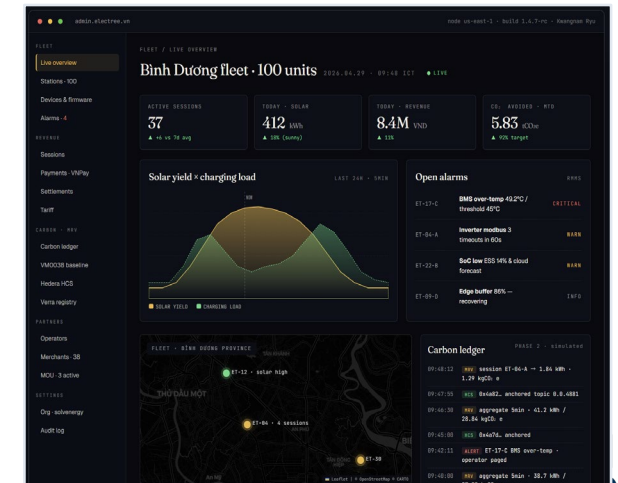 admin.electree.vn
node us-east-1 · build 1.4.7-rc · Kwangnam Ryu
FLEET
Live overview
Stations · 100
Devices & firmware
Alarms · 4
REVENUE
Sessions
Payments · VNPay
Settlements
Tariff
CARBON · MRV
Carbon ledger
VM0038 baseline
Hedera HCS
Verra registry
PARTNERS
Operators
Merchants · 38
MOU · 3 active
SETTINGS
Org · solvenergy
Audit log
FLEET / LIVE OVERVIEW
Bình Dương fleet · 100 units 2026.04.29 · 09:48 ICT ● LIVE
ACTIVE SESSIONS
37
▲ +6 vs 7d avg
TODAY · SOLAR
412 kWh
▲ 18% (sunny)
TODAY · REVENUE
8.4M VND
▲ 11%
CO₂ AVOIDED · MTD
5.83 tCO₂e
▲ 92% target
Solar yield × charging load LAST 24H · 5MIN
SOLAR YIELD CHARGING LOAD
Open alarms
ET-17-C BMS over-temp 49.2°C /
threshold 45°C CRITICAL
ET-04-A Inverter modbus 3
timeouts in 60s WARN
ET-22-B SoC low ESS 14% & cloud
forecast WARN
ET-09-D Edge buffer 86% —
recovering INFO
FLEET · BÌNH DƯƠNG PROVINCE
ET-12 · solar high
THỦ DẦU MỘT
ET-04 · 4 sessions
ET-38
Leaflet | © OpenStreetMap © CARTO
Carbon ledger PHASE 2 · simulated
09:48:12 MRV session ET-04-A → 1.84 kWh ·
1.29 kgCO₂ e
09:47:55 HCS anchored topic 0.0.4881
09:46:30 MRV aggregate 5min · 41.2 kWh /
28.84 kgCO₂ e
09:45:00 HCS anchored
09:42:11 ALERT ET-17-C BMS over-temp ·
operator paged
09:40:00 MRV aggregate 5min · 38.7 kWh /